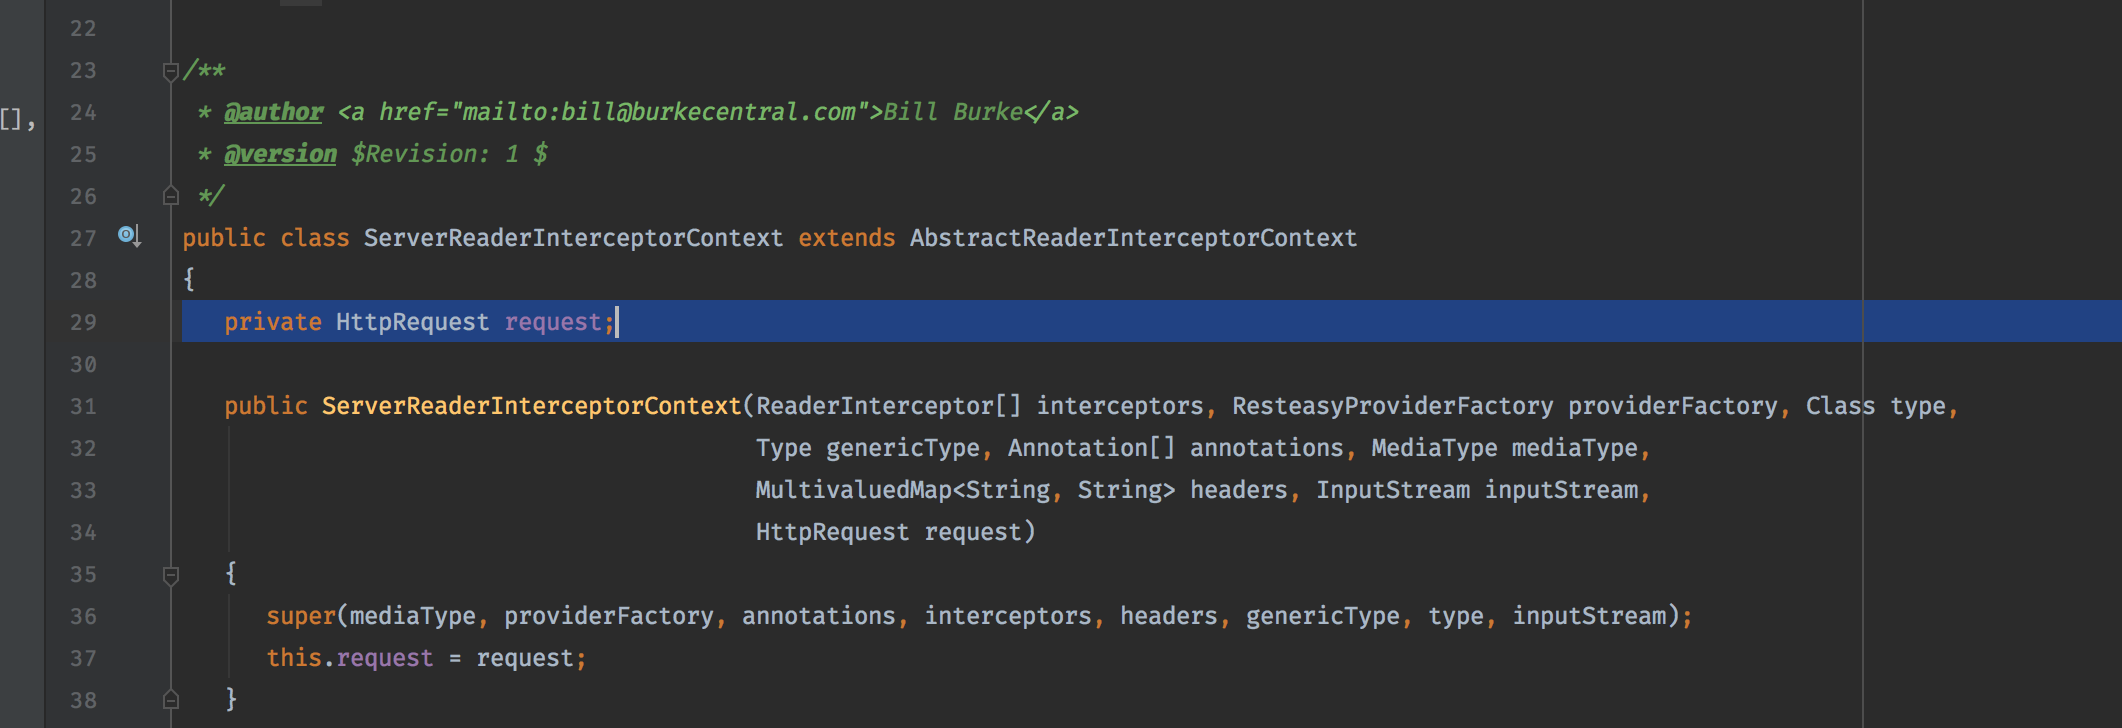 22
23 /**
[], 24 * @author <a href="mailto:bill@burkecentral.com">Bill Burke</a>
25 * @version $Revision: 1 $
26 */
27 public class ServerReaderInterceptorContext extends AbstractReaderInterceptorContext
28 {
29 private HttpRequest request;
30
31 public ServerReaderInterceptorContext(ReaderInterceptor[] interceptors, ResteasyProviderFactory providerFactory, Class type,
32 Type genericType, Annotation[] annotations, MediaType mediaType,
33 MultivaluedMap<String, String> headers, InputStream inputStream,
34 HttpRequest request)
35 {
36 super(mediaType, providerFactory, annotations, interceptors, headers, genericType, type, inputStream);
37 this.request = request;
38 }